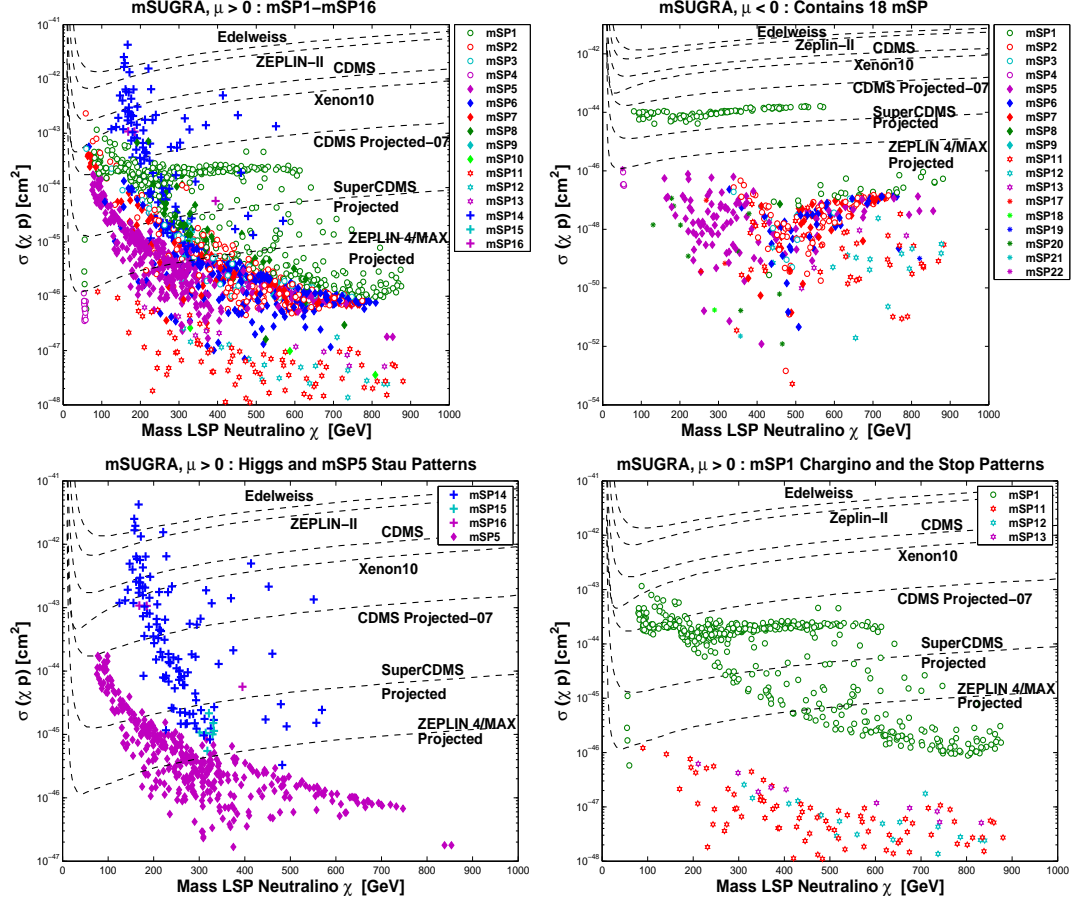 mSUGRA, μ > 0 : mSP1−mSP16
σ (χ p) [cm²]
10⁻⁴¹
10⁻⁴²
10⁻⁴³
10⁻⁴⁴
10⁻⁴⁵
10⁻⁴⁶
10⁻⁴⁷
10⁻⁴⁸
Edelweiss
ZEPLIN−II
CDMS
Xenon10
CDMS Projected−07
SuperCDMS
Projected
ZEPLIN 4/MAX
Projected
0 100 200 300 400 500 600 700 800 900 1000
Mass LSP Neutralino χ [GeV]
mSP1
mSP2
mSP3
mSP4
mSP5
mSP6
mSP7
mSP8
mSP9
mSP10
mSP11
mSP12
mSP13
mSP14
mSP15
mSP16
mSUGRA, μ < 0 : Contains 18 mSP
σ (χ p) [cm²]
10⁻⁴²
10⁻⁴⁴
10⁻⁴⁶
10⁻⁴⁸
10⁻⁵⁰
10⁻⁵²
10⁻⁵⁴
Edelweiss
Zeplin−II
CDMS
Xenon10
CDMS Projected−07
SuperCDMS
Projected
ZEPLIN 4/MAX
Projected
0 100 200 300 400 500 600 700 800 900 1000
Mass LSP Neutralino χ [GeV]
mSP1
mSP2
mSP3
mSP4
mSP5
mSP6
mSP7
mSP8
mSP9
mSP11
mSP12
mSP13
mSP17
mSP18
mSP19
mSP20
mSP21
mSP22
mSUGRA, μ > 0 : Higgs and mSP5 Stau Patterns
σ (χ p) [cm²]
10⁻⁴¹
10⁻⁴²
10⁻⁴³
10⁻⁴⁴
10⁻⁴⁵
10⁻⁴⁶
10⁻⁴⁷
Edelweiss
ZEPLIN−II
CDMS
Xenon10
CDMS Projected−07
SuperCDMS
Projected
ZEPLIN 4/MAX
Projected
mSP14
mSP15
mSP16
mSP5
0 100 200 300 400 500 600 700 800 900 1000
Mass LSP Neutralino χ [GeV]
mSUGRA, μ > 0 : mSP1 Chargino and the Stop Patterns
σ (χ p) [cm²]
10⁻⁴¹
10⁻⁴²
10⁻⁴³
10⁻⁴⁴
10⁻⁴⁵
10⁻⁴⁶
10⁻⁴⁷
10⁻⁴⁸
Edelweiss
Zeplin−II
CDMS
Xenon10
CDMS Projected−07
SuperCDMS
Projected
ZEPLIN 4/MAX
Projected
mSP1
mSP11
mSP12
mSP13
0 100 200 300 400 500 600 700 800 900 1000
Mass LSP Neutralino χ [GeV]